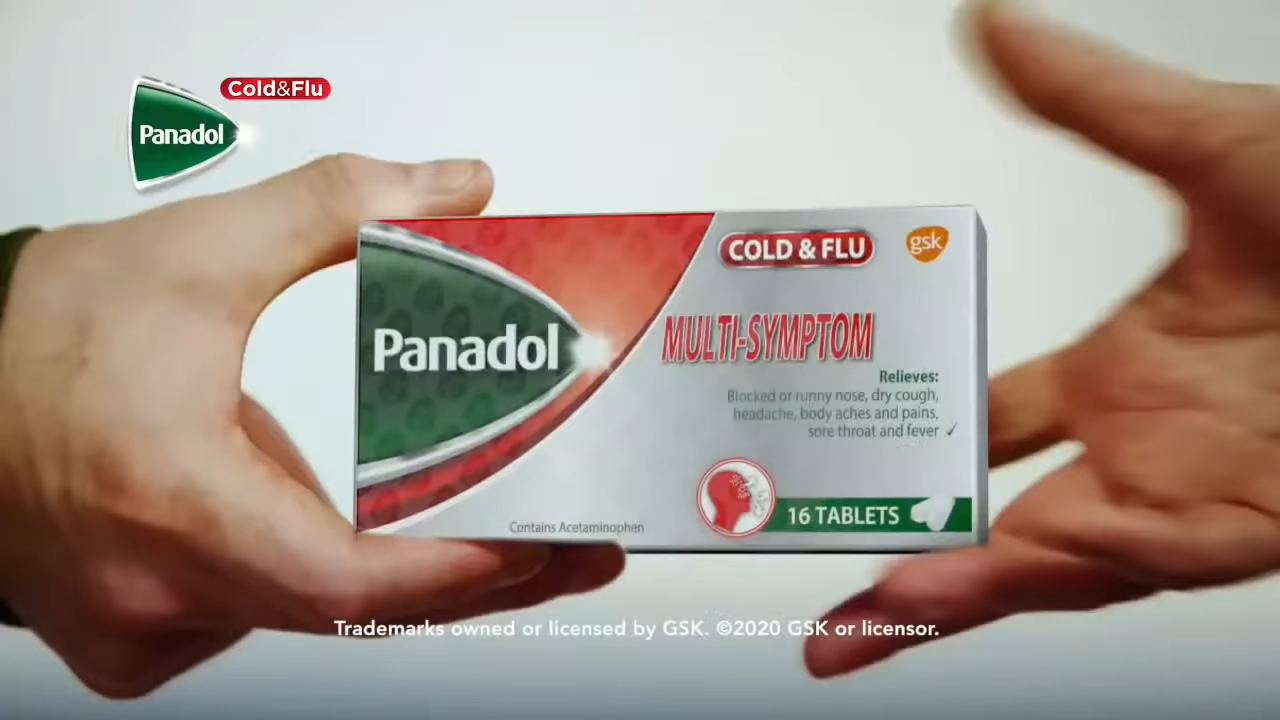 Cold&Flu
Panadol
COLD & FLU
gsk
MULTI-SYMPTOM
Panadol
Relieves:
Blocked or runny nose, dry cough,
headache, body aches and pains,
sore throat and fever ✓
16 TABLETS
Contains Acetaminophen
Trademarks owned or licensed by GSK. ©2020 GSK or licensor.